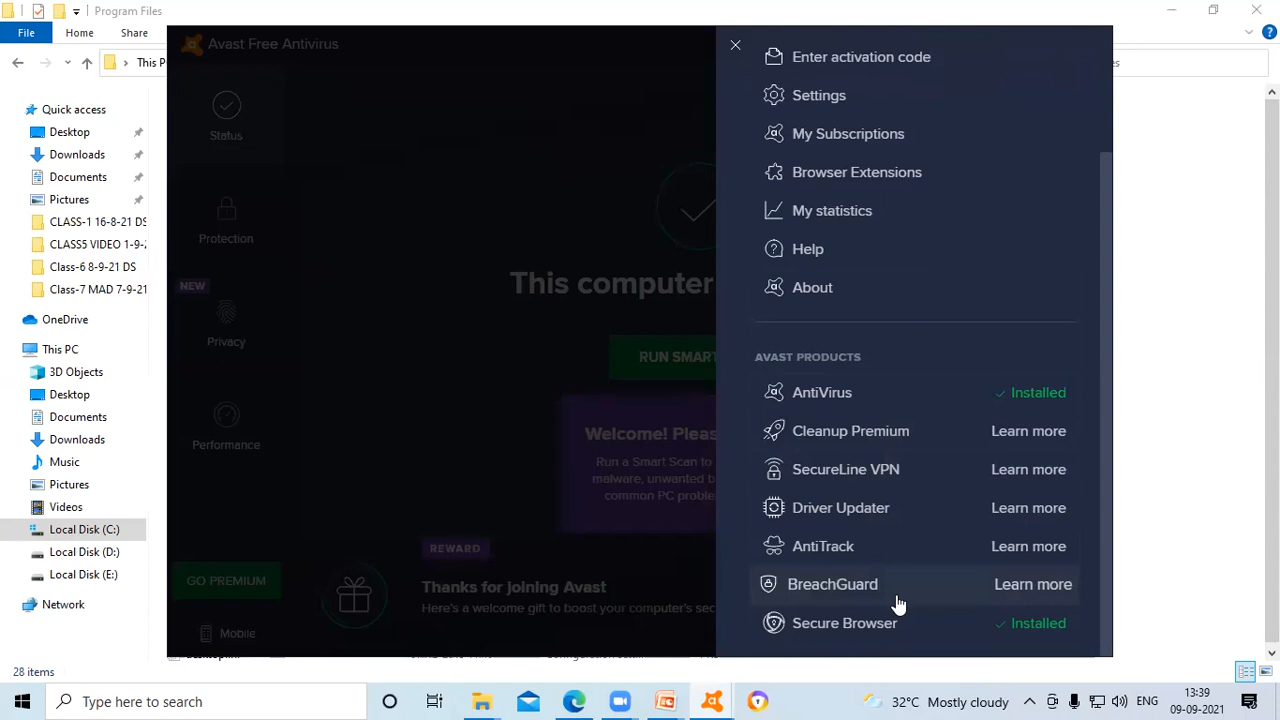 Program Files
File
Home
Share
This P
es
Quick access
Desktop
Downloads
Documents
Pictures
CLASS-1 16-8-21 DS
CLASS5 VIDEO 1-9-2
Class-6 8-9-21 DS
Class-7 MAD 7-9-21
OneDrive
This PC
3D Objects
Desktop
Documents
Downloads
Music
Pictures
Videos
Local Disk (C:)
Local Disk (D:)
Local Disk (E:)
Network
28 items
Avast Free Antivirus
Status
Protection
NEW
Privacy
Performance
GO PREMIUM
Mobile
This computer
RUN SMAR
Welcome! Pleas
Run a Smart Scan to
malware, unwanted b
common PC proble
REWARD
Thanks for joining Avast
Here's a welcome gift to boost your computer's sec
Enter activation code
Settings
My Subscriptions
Browser Extensions
My statistics
Help
About
AVAST PRODUCTS
AntiVirus Installed
Cleanup Premium Learn more
SecureLine VPN Learn more
Driver Updater Learn more
AntiTrack Learn more
BreachGuard Learn more
Secure Browser Installed
Type here to search
32°C Mostly cloudy
ENG
13:39
09-09-2021